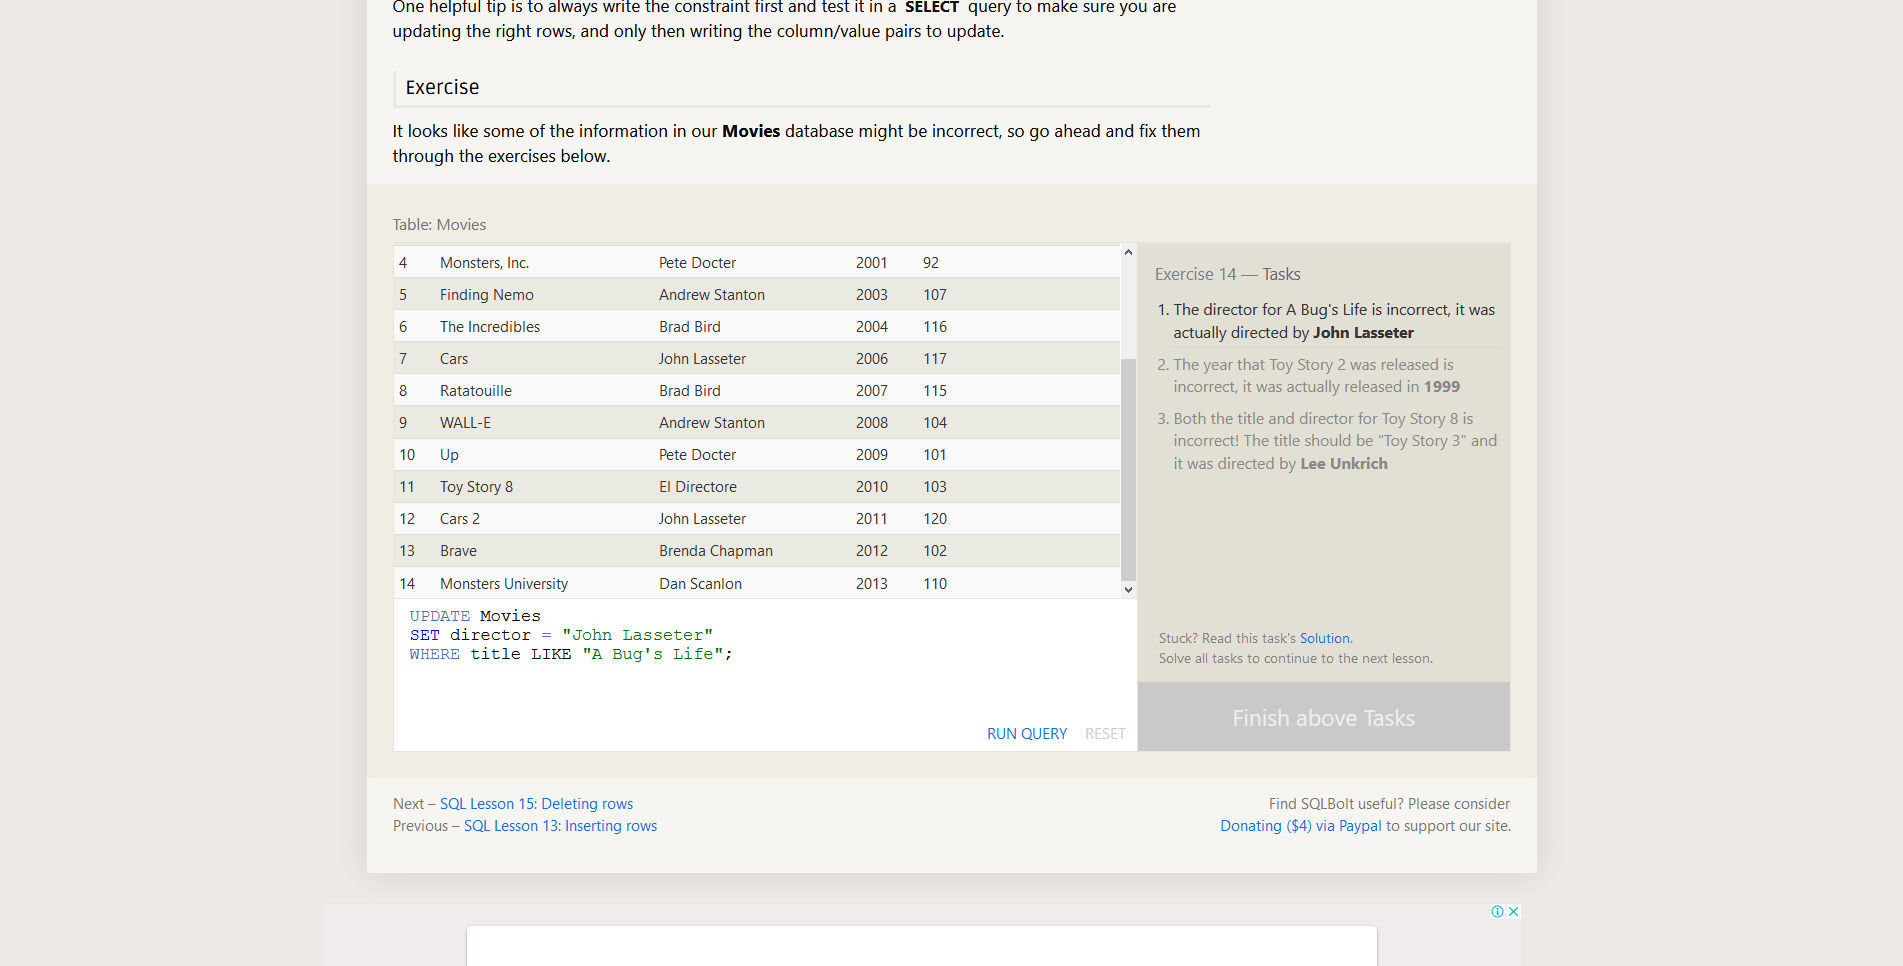 One helpful tip is to always write the constraint first and test it in a SELECT query to make sure you are
updating the right rows, and only then writing the column/value pairs to update.
Exercise
It looks like some of the information in our Movies database might be incorrect, so go ahead and fix them
through the exercises below.
Table: Movies
4 Monsters, Inc. Pete Docter 2001 92
5 Finding Nemo Andrew Stanton 2003 107
6 The Incredibles Brad Bird 2004 116
7 Cars John Lasseter 2006 117
8 Ratatouille Brad Bird 2007 115
9 WALL-E Andrew Stanton 2008 104
10 Up Pete Docter 2009 101
11 Toy Story 8 El Directore 2010 103
12 Cars 2 John Lasseter 2011 120
13 Brave Brenda Chapman 2012 102
14 Monsters University Dan Scanlon 2013 110
UPDATE Movies
SET director = "John Lasseter"
WHERE title LIKE "A Bug's Life";
RUN QUERY RESET
Exercise 14 — Tasks
1. The director for A Bug's Life is incorrect, it was
actually directed by John Lasseter
2. The year that Toy Story 2 was released is
incorrect, it was actually released in 1999
3. Both the title and director for Toy Story 8 is
incorrect! The title should be "Toy Story 3" and
it was directed by Lee Unkrich
Stuck? Read this task's Solution.
Solve all tasks to continue to the next lesson.
Finish above Tasks
Next – SQL Lesson 15: Deleting rows
Previous – SQL Lesson 13: Inserting rows
Find SQLBolt useful? Please consider
Donating ($4) via Paypal to support our site.